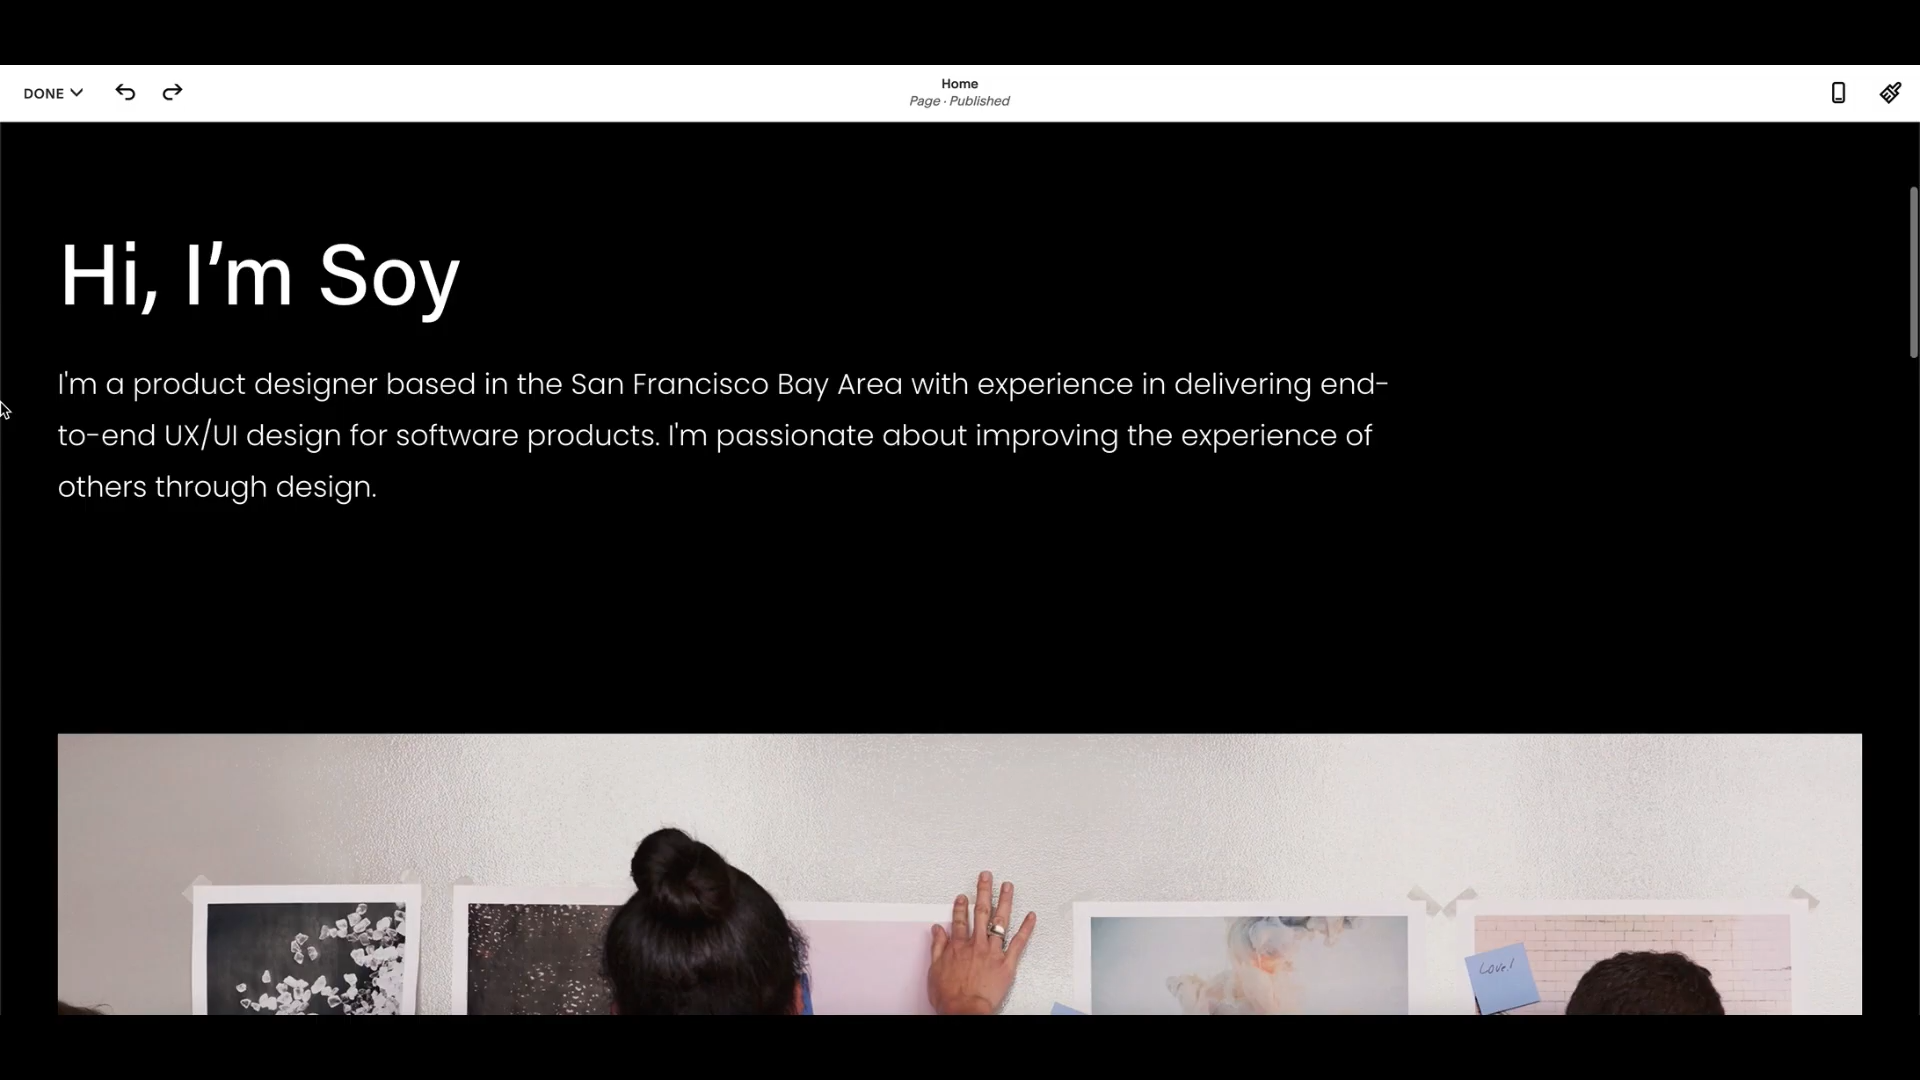 DONE
Home
Page · Published
Hi, I’m Soy
I'm a product designer based in the San Francisco Bay Area with experience in delivering end-
to-end UX/UI design for software products. I'm passionate about improving the experience of
others through design.
Love!